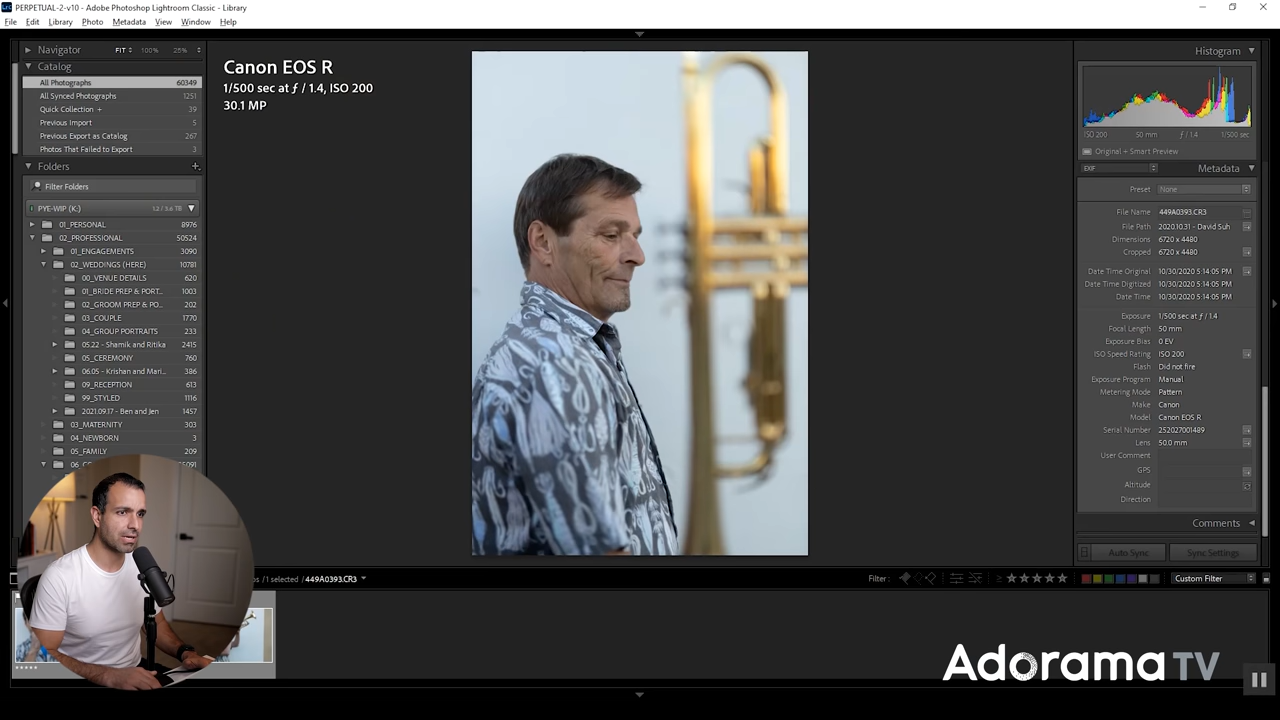 PERPETUAL-2-v10 - Adobe Photoshop Lightroom Classic - Library
File Edit Library Photo Metadata View Window Help
Navigator FIT 100% 25%
Catalog
All Photographs 60349
All Synced Photographs 1251
Quick Collection + 39
Previous Import 5
Previous Export as Catalog 267
Photos That Failed to Export 3
Folders +
Filter Folders
PYE-WIP (K:) 1.2 / 3.6 TB
01_PERSONAL 8976
02_PROFESSIONAL 50524
01_ENGAGEMENTS 3090
02_WEDDINGS (HERE) 10781
00_VENUE DETAILS 620
01_BRIDE PREP & PORT... 1003
02_GROOM PREP & PO... 202
03_COUPLE 1770
04_GROUP PORTRAITS 233
05.22 - Shamik and Ritika 2415
05_CEREMONY 760
06.05 - Krishan and Mari... 386
09_RECEPTION 613
99_STYLED 1116
2021.09.17 - Ben and Jen 1457
03_MATERNITY 303
04_NEWBORN 3
05_FAMILY 209
Canon EOS R
1/500 sec at ƒ / 1.4, ISO 200
30.1 MP
Histogram
ISO 200 50 mm ƒ / 1.4 1/500 sec
Original + Smart Preview
EXIF Metadata
Preset None
File Name 449A0393.CR3
File Path 2020.10.31 - David Suh
Dimensions 6720 x 4480
Cropped 6720 x 4480
Date Time Original 10/30/2020 5:14:05 PM
Date Time Digitized 10/30/2020 5:14:05 PM
Date Time 10/30/2020 5:14:05 PM
Exposure 1/500 sec at ƒ / 1.4
Focal Length 50 mm
Exposure Bias 0 EV
ISO Speed Rating ISO 200
Flash Did not fire
Exposure Program Manual
Metering Mode Pattern
Make Canon
Model Canon EOS R
Serial Number 252027001489
Lens 50.0 mm
User Comment
GPS
Altitude
Direction
Comments
Auto Sync Sync Settings
/1 selected / 449A0393.CR3
Filter : Custom Filter
Adorama TV